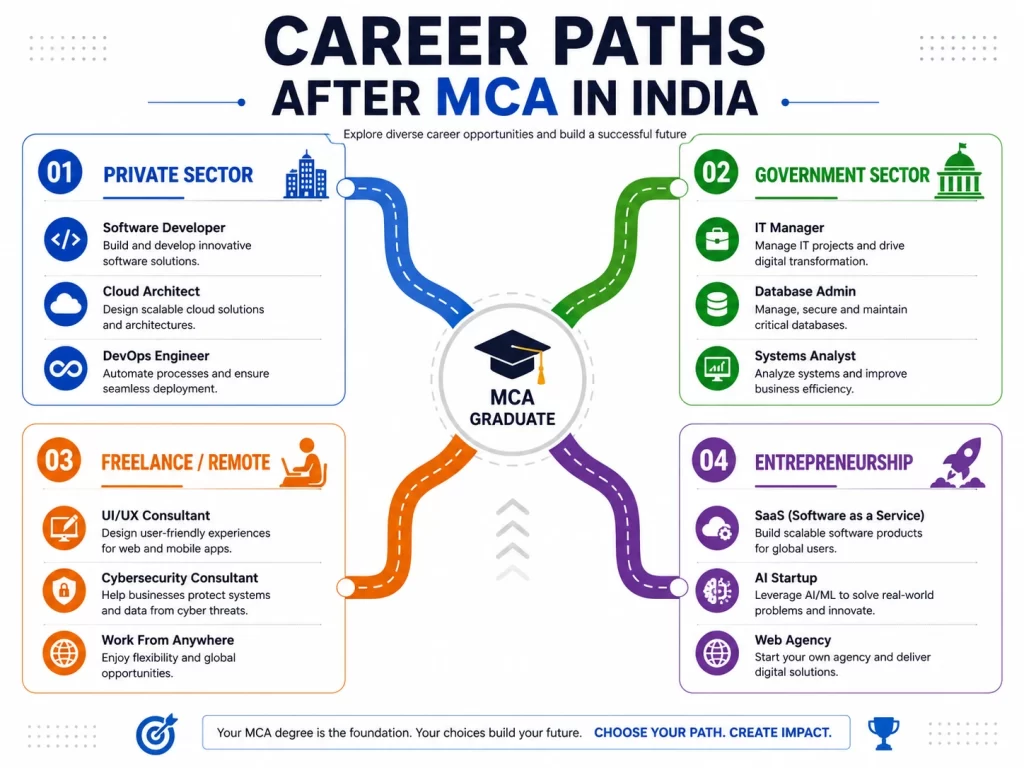 CAREER PATHS
AFTER MCA IN INDIA
Explore diverse career opportunities and build a successful future
01
PRIVATE SECTOR
Software Developer
Build and develop innovative
software solutions.
Cloud Architect
Design scalable cloud solutions
and architectures.
DevOps Engineer
Automate processes and ensure
seamless deployment.
02
GOVERNMENT SECTOR
IT Manager
Manage IT projects and drive
digital transformation.
Database Admin
Manage, secure and maintain
critical databases.
Systems Analyst
Analyze systems and improve
business efficiency.
MCA
GRADUATE
03
FREELANCE / REMOTE
UI/UX Consultant
Design user-friendly experiences
for web and mobile apps.
Cybersecurity Consultant
Help businesses protect systems
and data from cyber threats.
Work From Anywhere
Enjoy flexibility and global
opportunities.
04
ENTREPRENEURSHIP
SaaS (Software as a Service)
Build scalable software products
for global users.
AI Startup
Leverage AI/ML to solve real-world
problems and innovate.
Web Agency
Start your own agency and deliver
digital solutions.
Your MCA degree is the foundation. Your choices build your future. CHOOSE YOUR PATH. CREATE IMPACT.